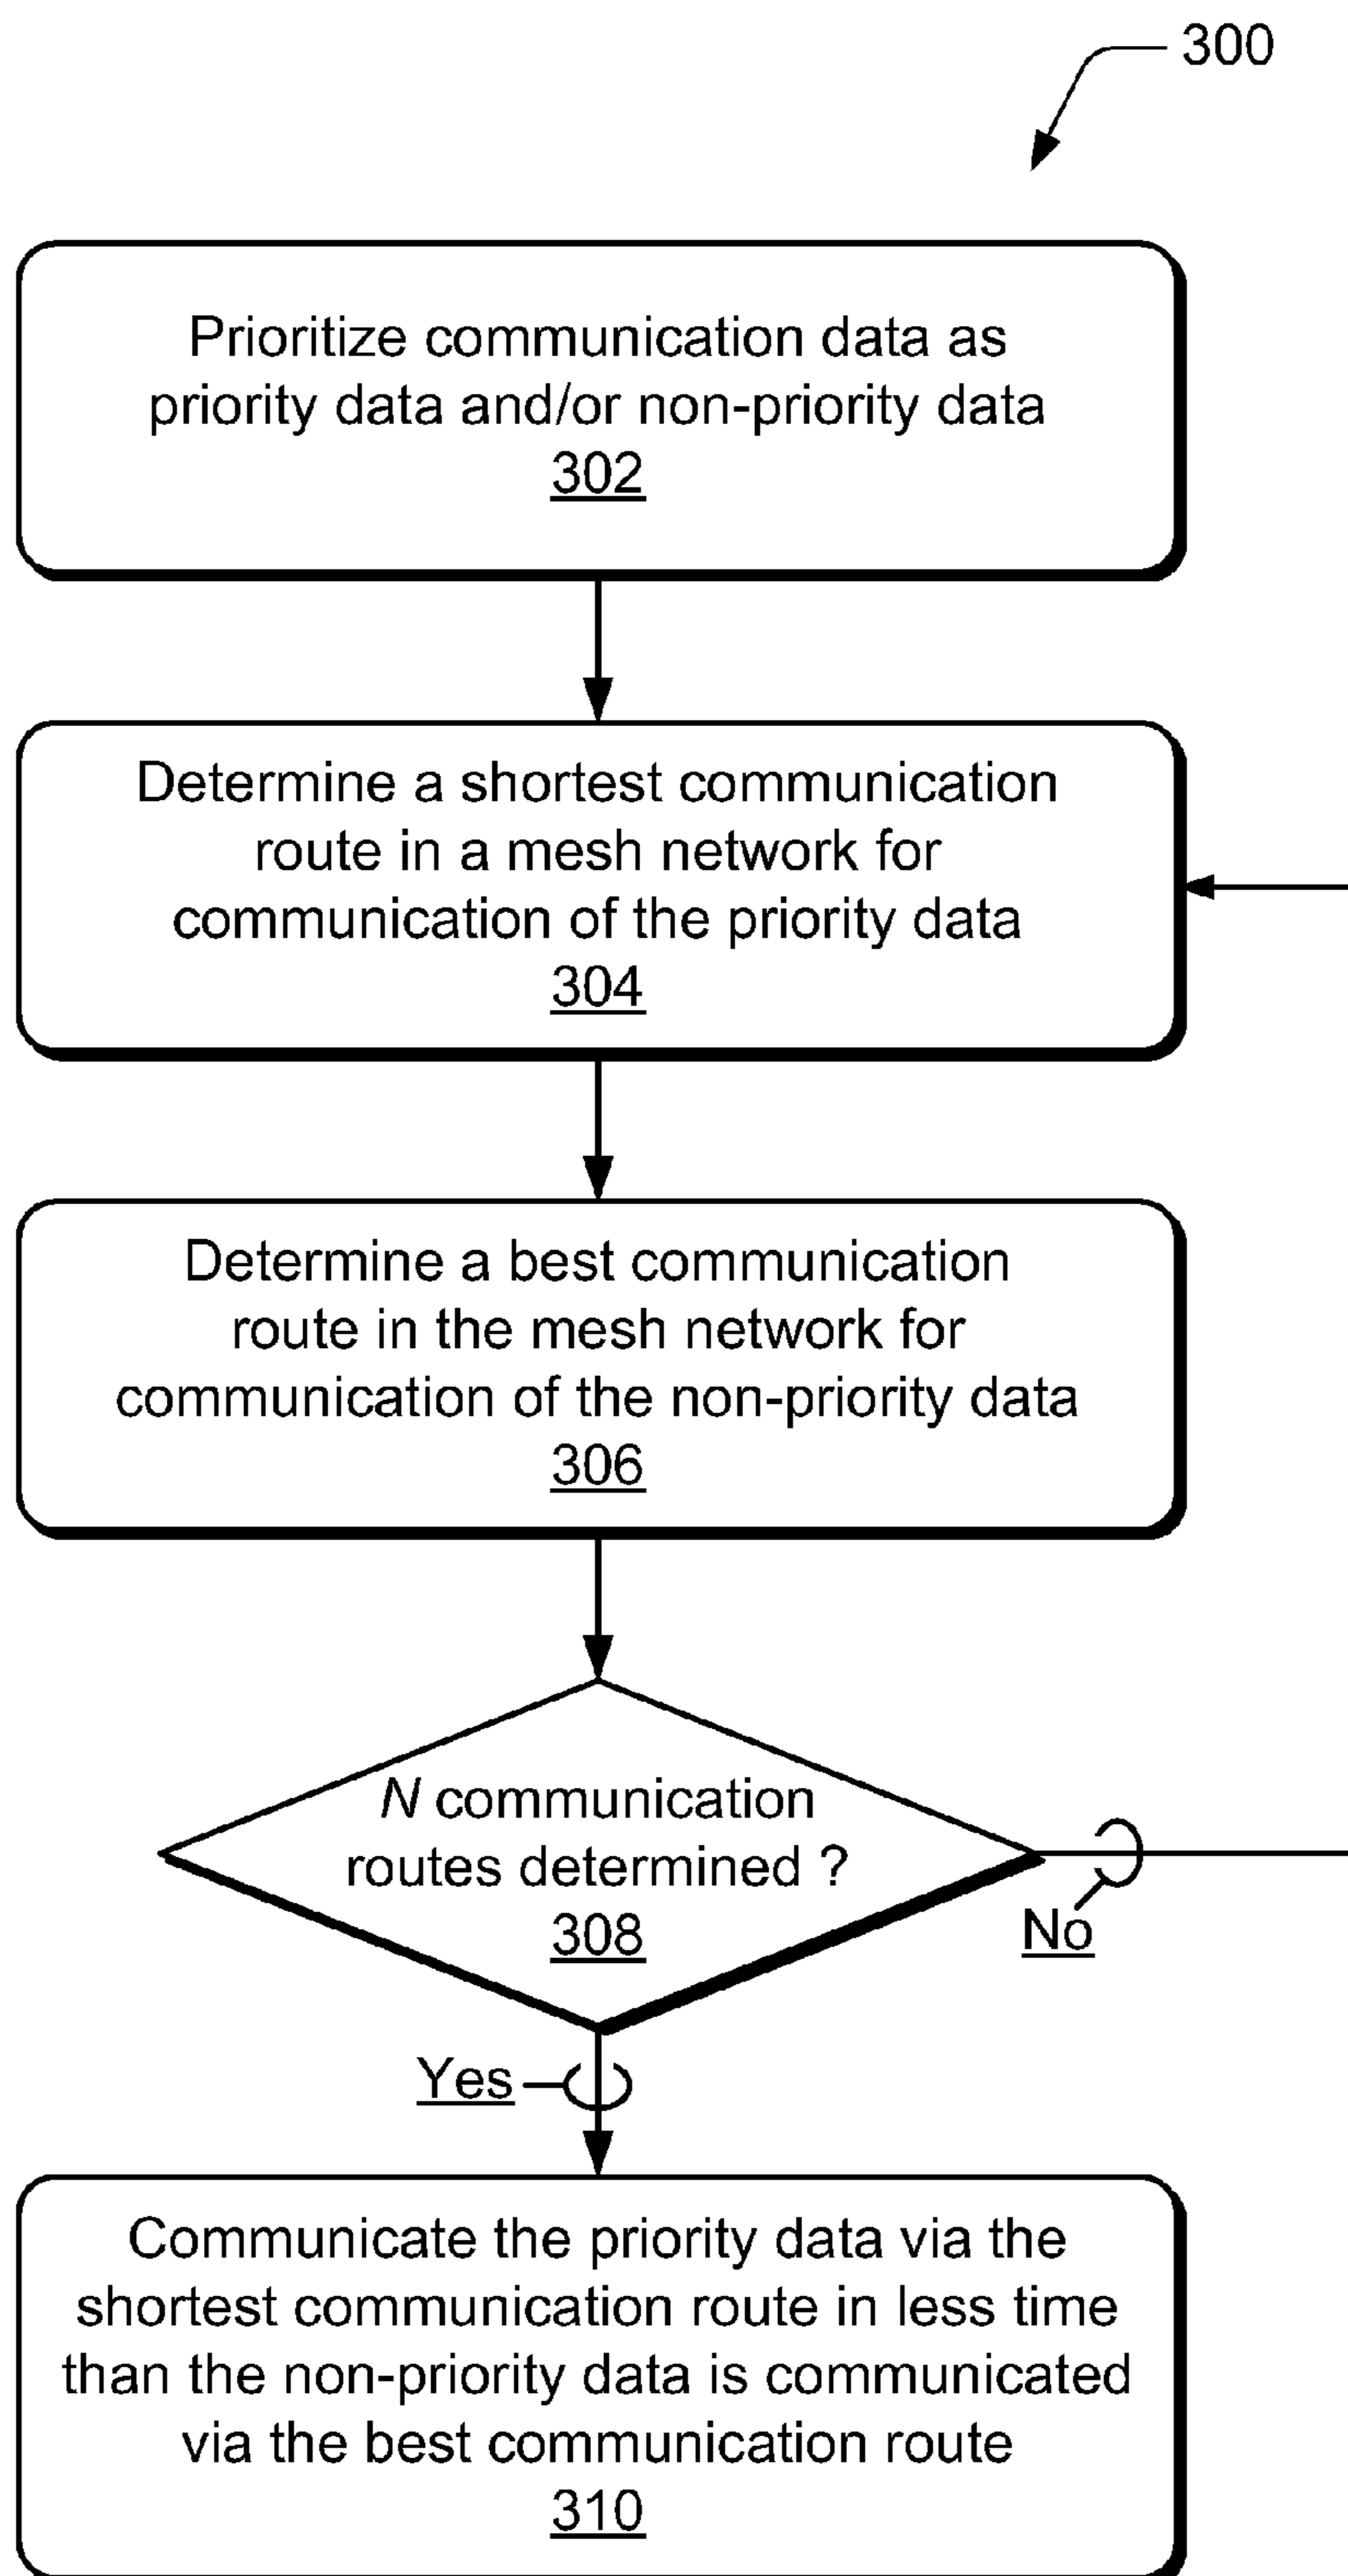 300
Prioritize communication data as
priority data and/or non-priority data
302
Determine a shortest communication
route in a mesh network for
communication of the priority data
304
Determine a best communication
route in the mesh network for
communication of the non-priority data
306
N communication
routes determined ?
308
No
Yes
Communicate the priority data via the
shortest communication route in less time
than the non-priority data is communicated
via the best communication route
310